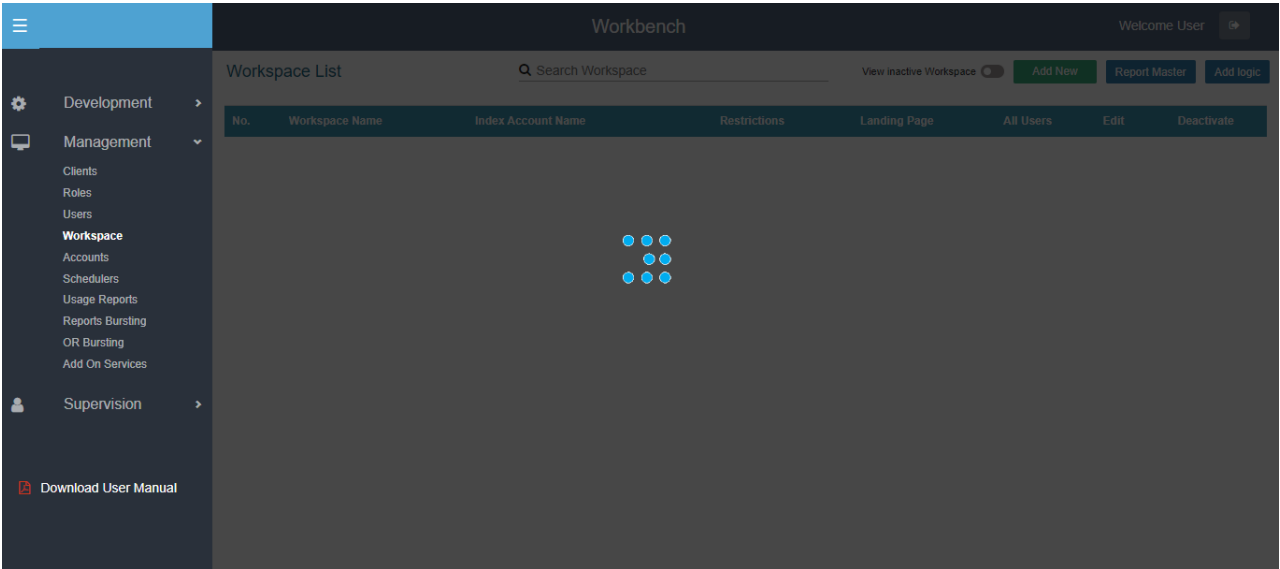 Workbench
Welcome User
Workspace List
Search Workspace
View inactive Workspace
Add New
Report Master
Add logic
No. Workspace Name Index Account Name Restrictions Landing Page All Users Edit Deactivate
Development
Management
Clients
Roles
Users
Workspace
Accounts
Schedulers
Usage Reports
Reports Bursting
OR Bursting
Add On Services
Supervision
Download User Manual